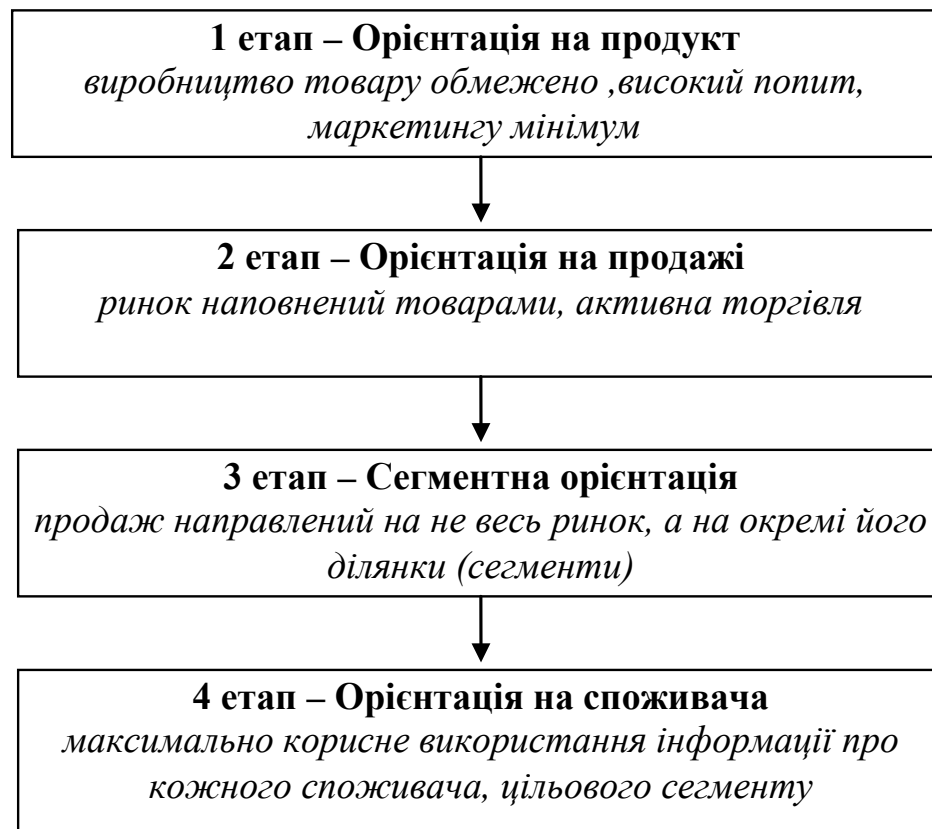 1 етап – Орієнтація на продукт
виробництво товару обмежено ,високий попит,
маркетингу мінімум
2 етап – Орієнтація на продажі
ринок наповнений товарами, активна торгівля
3 етап – Сегментна орієнтація
продаж направлений на не весь ринок, а на окремі його
ділянки (сегменти)
4 етап – Орієнтація на споживача
максимально корисне використання інформації про
кожного споживача, цільового сегменту